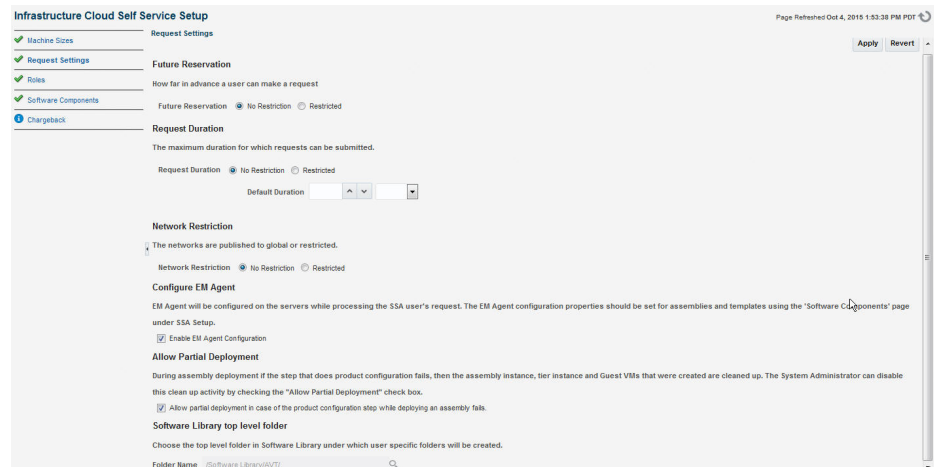 Infrastructure Cloud Self Service Setup
Page Refreshed Oct 4, 2015 1:53:38 PM PDT
Machine Sizes
Request Settings
Roles
Software Components
Chargeback
Request Settings
Apply Revert
Future Reservation
How far in advance a user can make a request
Future Reservation No Restriction Restricted
Request Duration
The maximum duration for which requests can be submitted.
Request Duration No Restriction Restricted
Default Duration
Network Restriction
The networks are published to global or restricted.
Network Restriction No Restriction Restricted
Configure EM Agent
EM Agent will be configured on the servers while processing the SSA user's request. The EM Agent configuration properties should be set for assemblies and templates using the 'Software Components' page
under SSA Setup.
Enable EM Agent Configuration
Allow Partial Deployment
During assembly deployment if the step that does product configuration fails, then the assembly instance, tier instance and Guest VMs that were created are cleaned up. The System Administrator can disable
this clean up activity by checking the "Allow Partial Deployment" check box.
Allow partial deployment in case of the product configuration step while deploying an assembly fails.
Software Library top level folder
Choose the top level folder in Software Library under which user specific folders will be created.
Folder Name /Software Library/AVT/